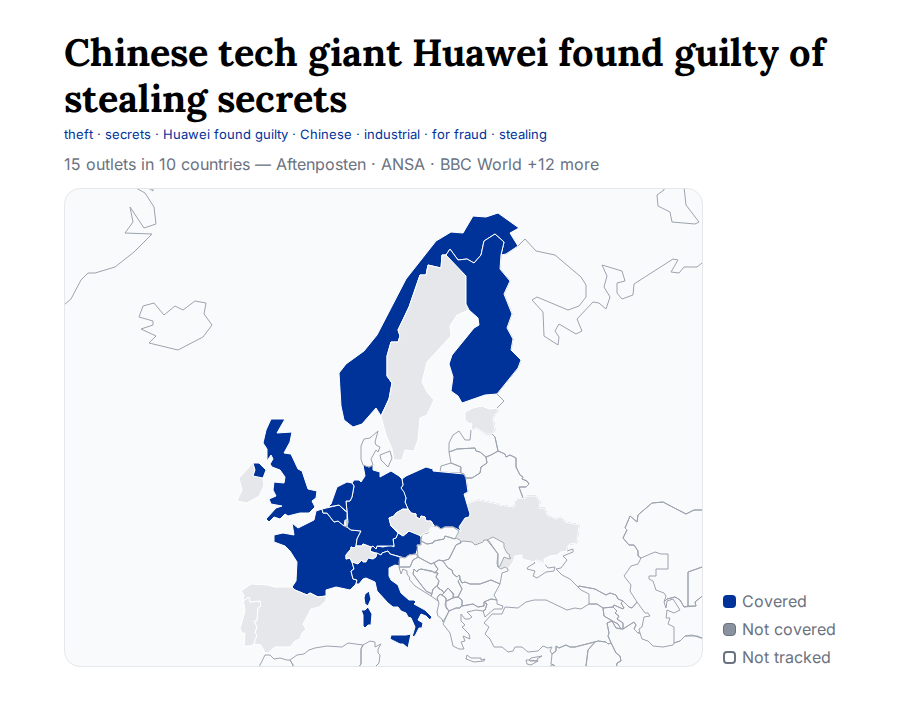 Chinese tech giant Huawei found guilty of
stealing secrets
theft · secrets · Huawei found guilty · Chinese · industrial · for fraud · stealing
15 outlets in 10 countries — Aftenposten · ANSA · BBC World +12 more
Covered
Not covered
Not tracked